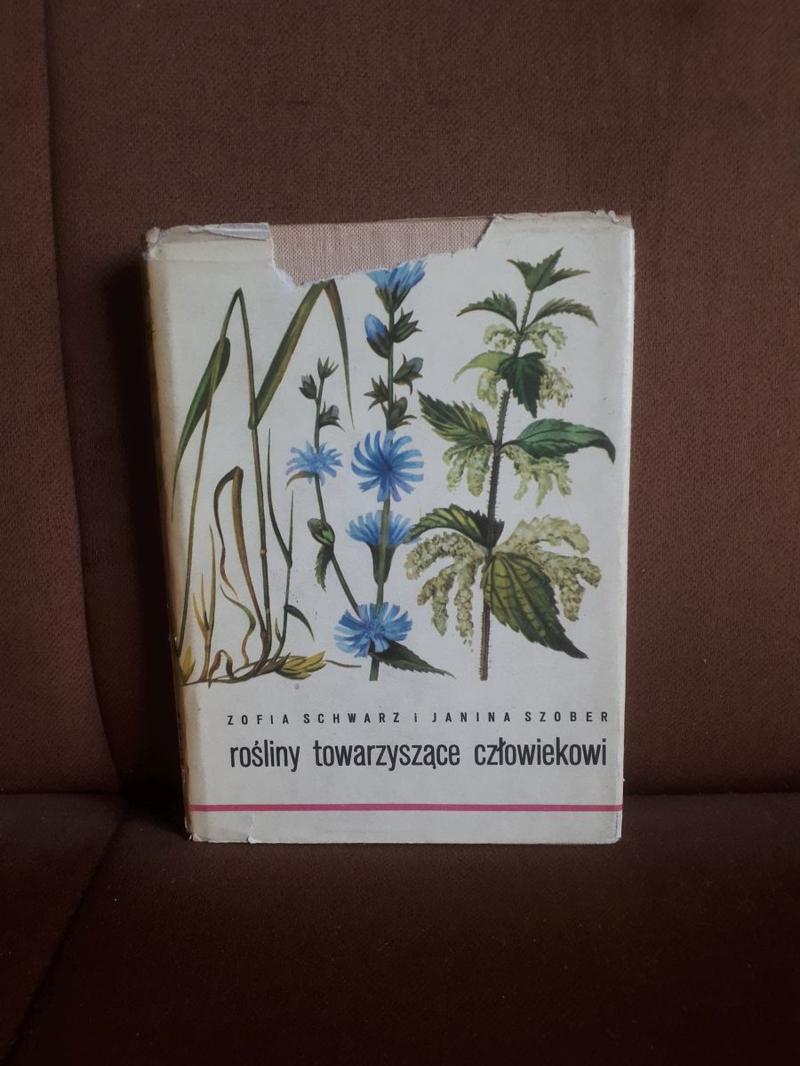 ZOFIA SCHWARZ i JANINA SZOBER
rośliny towarzyszące człowiekowi